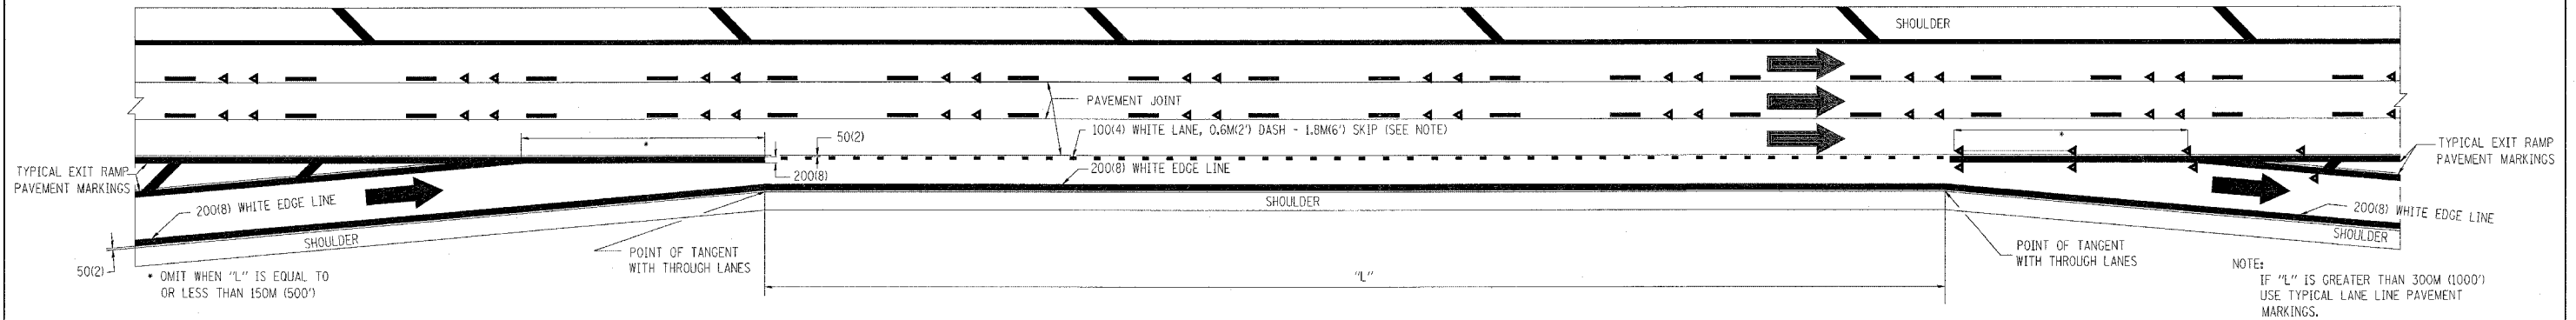 SHOULDER
PAVEMENT JOINT
100(4) WHITE LANE, 0.6M(2') DASH - 1.8M(6') SKIP (SEE NOTE)
50(2)
*
*
TYPICAL EXIT RAMP
PAVEMENT MARKINGS
TYPICAL EXIT RAMP
PAVEMENT MARKINGS
200(8)
200(8) WHITE EDGE LINE
200(8) WHITE EDGE LINE
SHOULDER
200(8) WHITE EDGE LINE
SHOULDER
SHOULDER
50(2)
POINT OF TANGENT
WITH THROUGH LANES
POINT OF TANGENT
WITH THROUGH LANES
* OMIT WHEN "L" IS EQUAL TO
OR LESS THAN 150M (500')
"L"
NOTE:
IF "L" IS GREATER THAN 300M (1000')
USE TYPICAL LANE LINE PAVEMENT
MARKINGS.